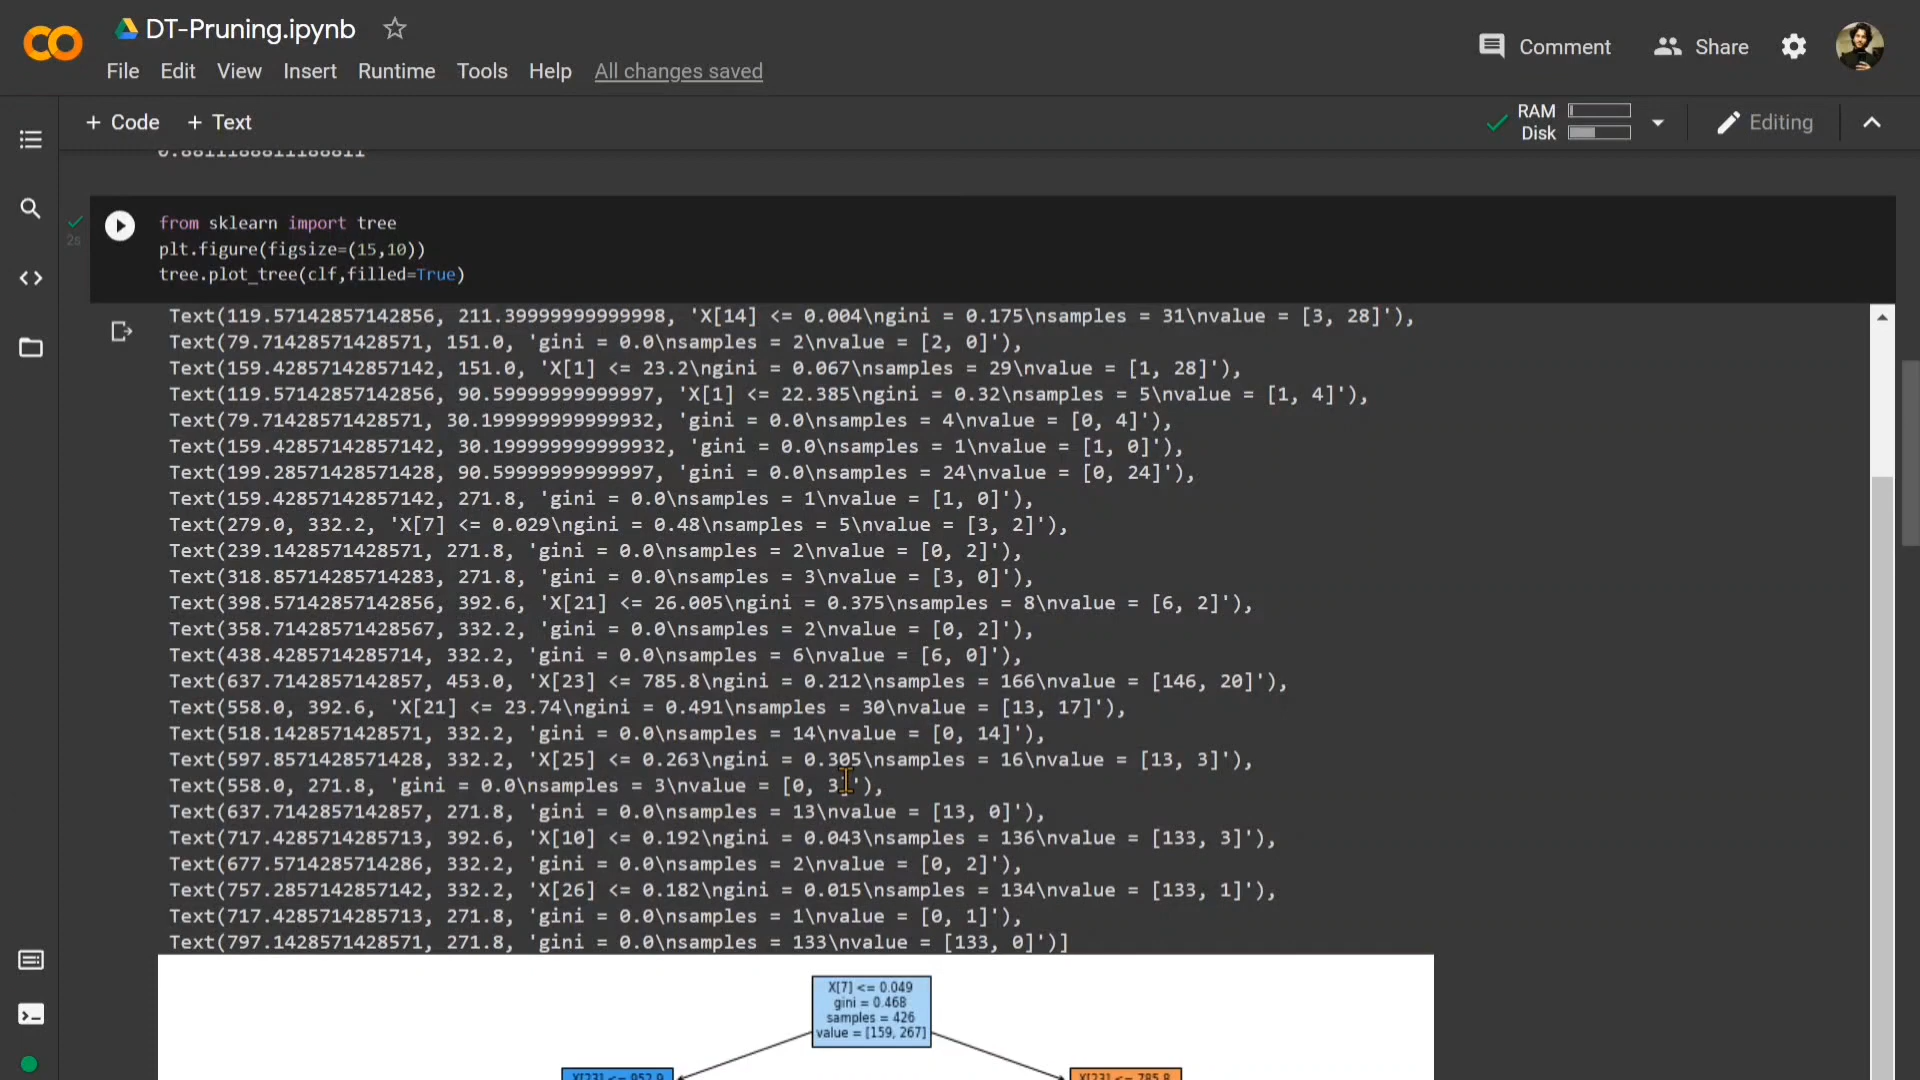 DT-Pruning.ipynb
Comment
Share
File Edit View Insert Runtime Tools Help All changes saved
+ Code + Text
RAM
Disk
Editing
from sklearn import tree
2s
plt.figure(figsize=(15,10))
tree.plot_tree(clf,filled=True)
Text(119.57142857142856, 211.39999999999998, 'X[14] <= 0.004\ngini = 0.175\nsamples = 31\nvalue = [3, 28]'),
Text(79.71428571428571, 151.0, 'gini = 0.0\nsamples = 2\nvalue = [2, 0]'),
Text(159.42857142857142, 151.0, 'X[1] <= 23.2\ngini = 0.067\nsamples = 29\nvalue = [1, 28]'),
Text(119.57142857142856, 90.59999999999997, 'X[1] <= 22.385\ngini = 0.32\nsamples = 5\nvalue = [1, 4]'),
Text(79.71428571428571, 30.199999999999932, 'gini = 0.0\nsamples = 4\nvalue = [0, 4]'),
Text(159.42857142857142, 30.199999999999932, 'gini = 0.0\nsamples = 1\nvalue = [1, 0]'),
Text(199.28571428571428, 90.59999999999997, 'gini = 0.0\nsamples = 24\nvalue = [0, 24]'),
Text(159.42857142857142, 271.8, 'gini = 0.0\nsamples = 1\nvalue = [1, 0]'),
Text(279.0, 332.2, 'X[7] <= 0.029\ngini = 0.48\nsamples = 5\nvalue = [3, 2]'),
Text(239.1428571428571, 271.8, 'gini = 0.0\nsamples = 2\nvalue = [0, 2]'),
Text(318.85714285714283, 271.8, 'gini = 0.0\nsamples = 3\nvalue = [3, 0]'),
Text(398.57142857142856, 392.6, 'X[21] <= 26.005\ngini = 0.375\nsamples = 8\nvalue = [6, 2]'),
Text(358.71428571428567, 332.2, 'gini = 0.0\nsamples = 2\nvalue = [0, 2]'),
Text(438.4285714285714, 332.2, 'gini = 0.0\nsamples = 6\nvalue = [6, 0]'),
Text(637.7142857142857, 453.0, 'X[23] <= 785.8\ngini = 0.212\nsamples = 166\nvalue = [146, 20]'),
Text(558.0, 392.6, 'X[21] <= 23.74\ngini = 0.491\nsamples = 30\nvalue = [13, 17]'),
Text(518.1428571428571, 332.2, 'gini = 0.0\nsamples = 14\nvalue = [0, 14]'),
Text(597.8571428571428, 332.2, 'X[25] <= 0.263\ngini = 0.305\nsamples = 16\nvalue = [13, 3]'),
Text(558.0, 271.8, 'gini = 0.0\nsamples = 3\nvalue = [0, 3]'),
Text(637.7142857142857, 271.8, 'gini = 0.0\nsamples = 13\nvalue = [13, 0]'),
Text(717.4285714285713, 392.6, 'X[10] <= 0.192\ngini = 0.043\nsamples = 136\nvalue = [133, 3]'),
Text(677.5714285714286, 332.2, 'gini = 0.0\nsamples = 2\nvalue = [0, 2]'),
Text(757.2857142857142, 332.2, 'X[26] <= 0.182\ngini = 0.015\nsamples = 134\nvalue = [133, 1]'),
Text(717.4285714285713, 271.8, 'gini = 0.0\nsamples = 1\nvalue = [0, 1]'),
Text(797.1428571428571, 271.8, 'gini = 0.0\nsamples = 133\nvalue = [133, 0]')]
X[7] <= 0.049
gini = 0.468
samples = 426
value = [159, 267]
X[23] <= 952.9
X[23] <= 785.8